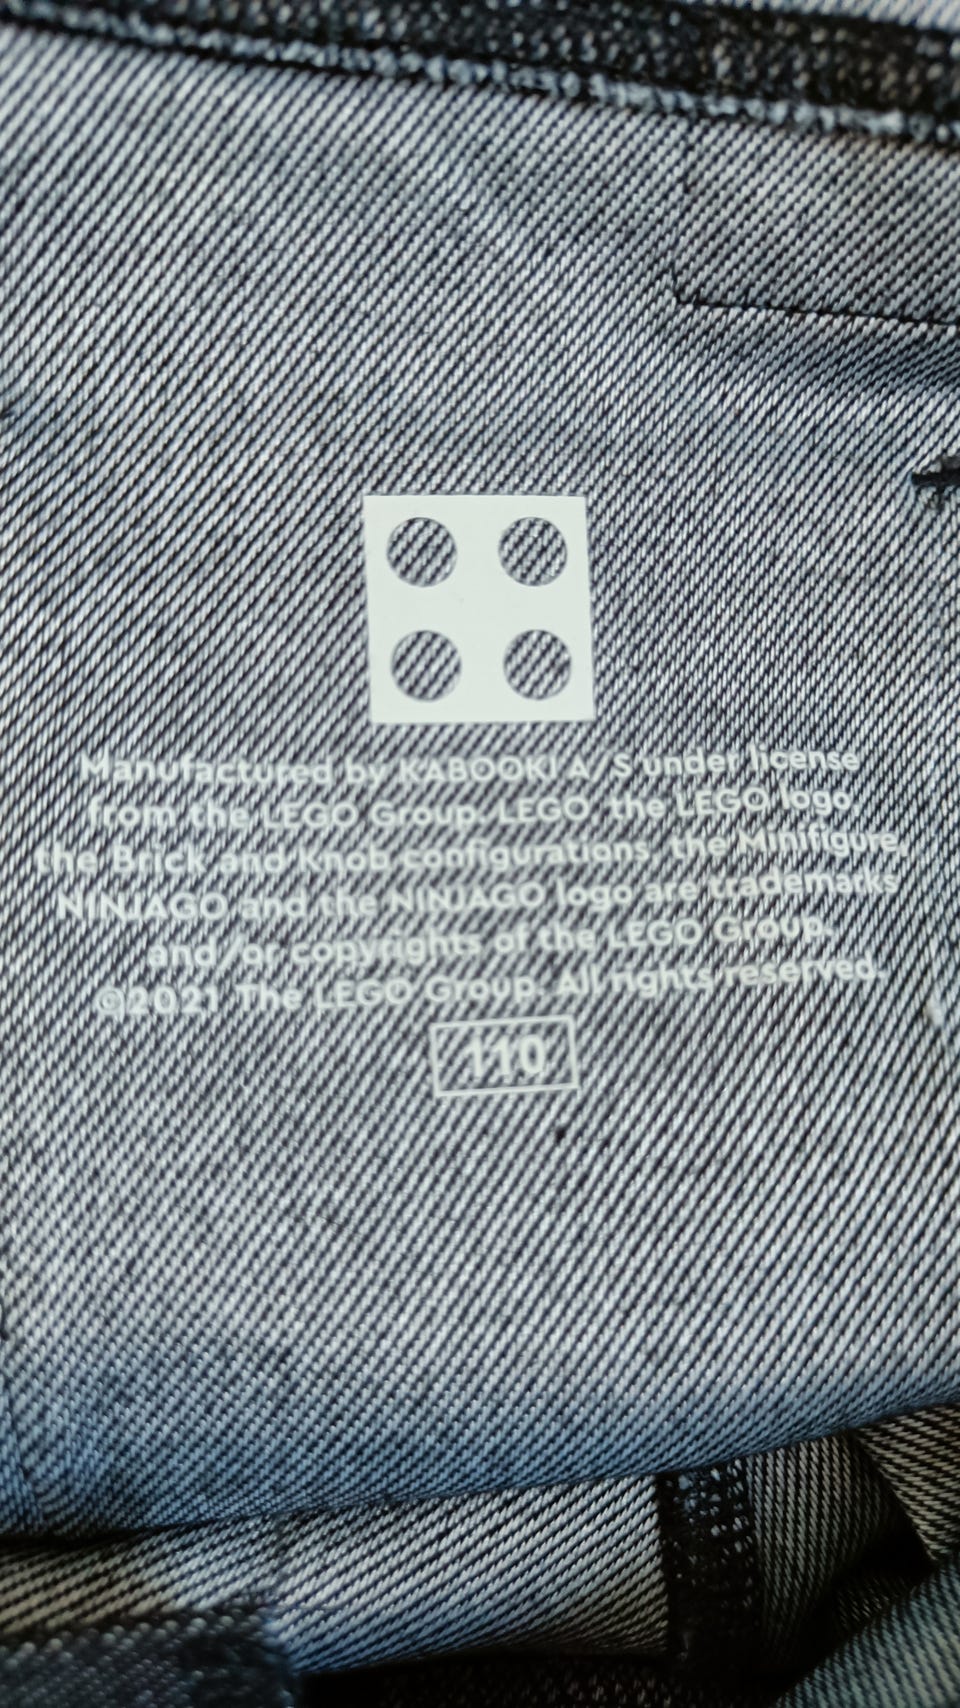 Manufactured by KABOOKI A/S under license
from the LEGO Group. LEGO, the LEGO logo,
the Brick and Knob configurations, the Minifigure,
NINJAGO and the NINJAGO logo are trademarks
and/or copyrights of the LEGO Group.
©2021 The LEGO Group. All rights reserved.
110